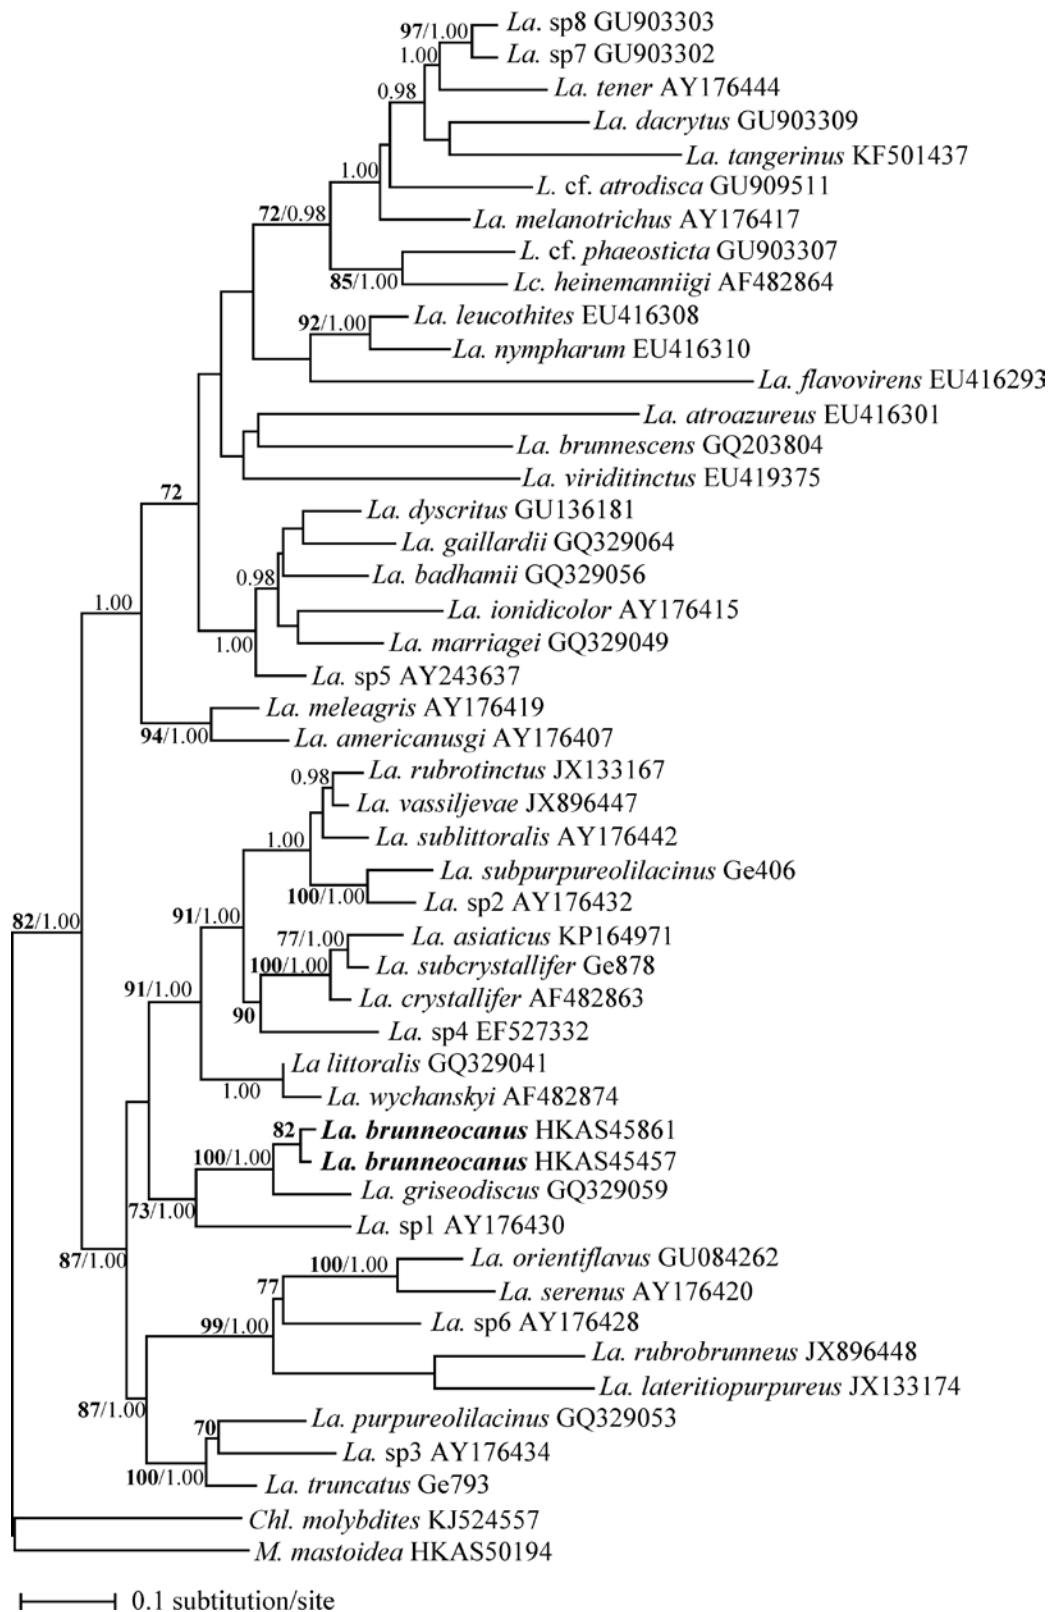 97/1.00
La. sp8 GU903303
1.00
La. sp7 GU903302
0.98
La. tener AY176444
La. dacrytus GU903309
La. tangerinus KF501437
1.00
L. cf. atrodisca GU909511
72/0.98
La. melanotrichus AY176417
L. cf. phaeosticta GU903307
85/1.00
Lc. heinemanniigi AF482864
92/1.00
La. leucothites EU416308
La. nympharum EU416310
La. flavovirens EU416293
La. atroazureus EU416301
La. brunnescens GQ203804
La. viriditinctus EU419375
72
La. dyscritus GU136181
La. gaillardii GQ329064
0.98
La. badhamii GQ329056
1.00
La. ionidicolor AY176415
1.00
La. marriagei GQ329049
La. sp5 AY243637
La. meleagris AY176419
94/1.00
La. americanusgi AY176407
0.98
La. rubrotinctus JX133167
La. vassiljevae JX896447
1.00
La. sublittoralis AY176442
La. subpurpureolilacinus Ge406
100/1.00
La. sp2 AY176432
82/1.00
91/1.00
77/1.00
La. asiaticus KP164971
100/1.00
La. subcrystallifer Ge878
91/1.00
La. crystallifer AF482863
90
La. sp4 EF527332
La littoralis GQ329041
1.00
La. wychanskyi AF482874
82
La. brunneocanus HKAS45861
100/1.00
La. brunneocanus HKAS45457
La. griseodiscus GQ329059
73/1.00
La. sp1 AY176430
87/1.00
100/1.00
La. orientiflavus GU084262
77
La. serenus AY176420
99/1.00
La. sp6 AY176428
La. rubrobrunneus JX896448
La. lateritiopurpureus JX133174
87/1.00
70
La. purpureolilacinus GQ329053
La. sp3 AY176434
100/1.00
La. truncatus Ge793
Chl. molybdites KJ524557
M. mastoidea HKAS50194
0.1 subtitution/site